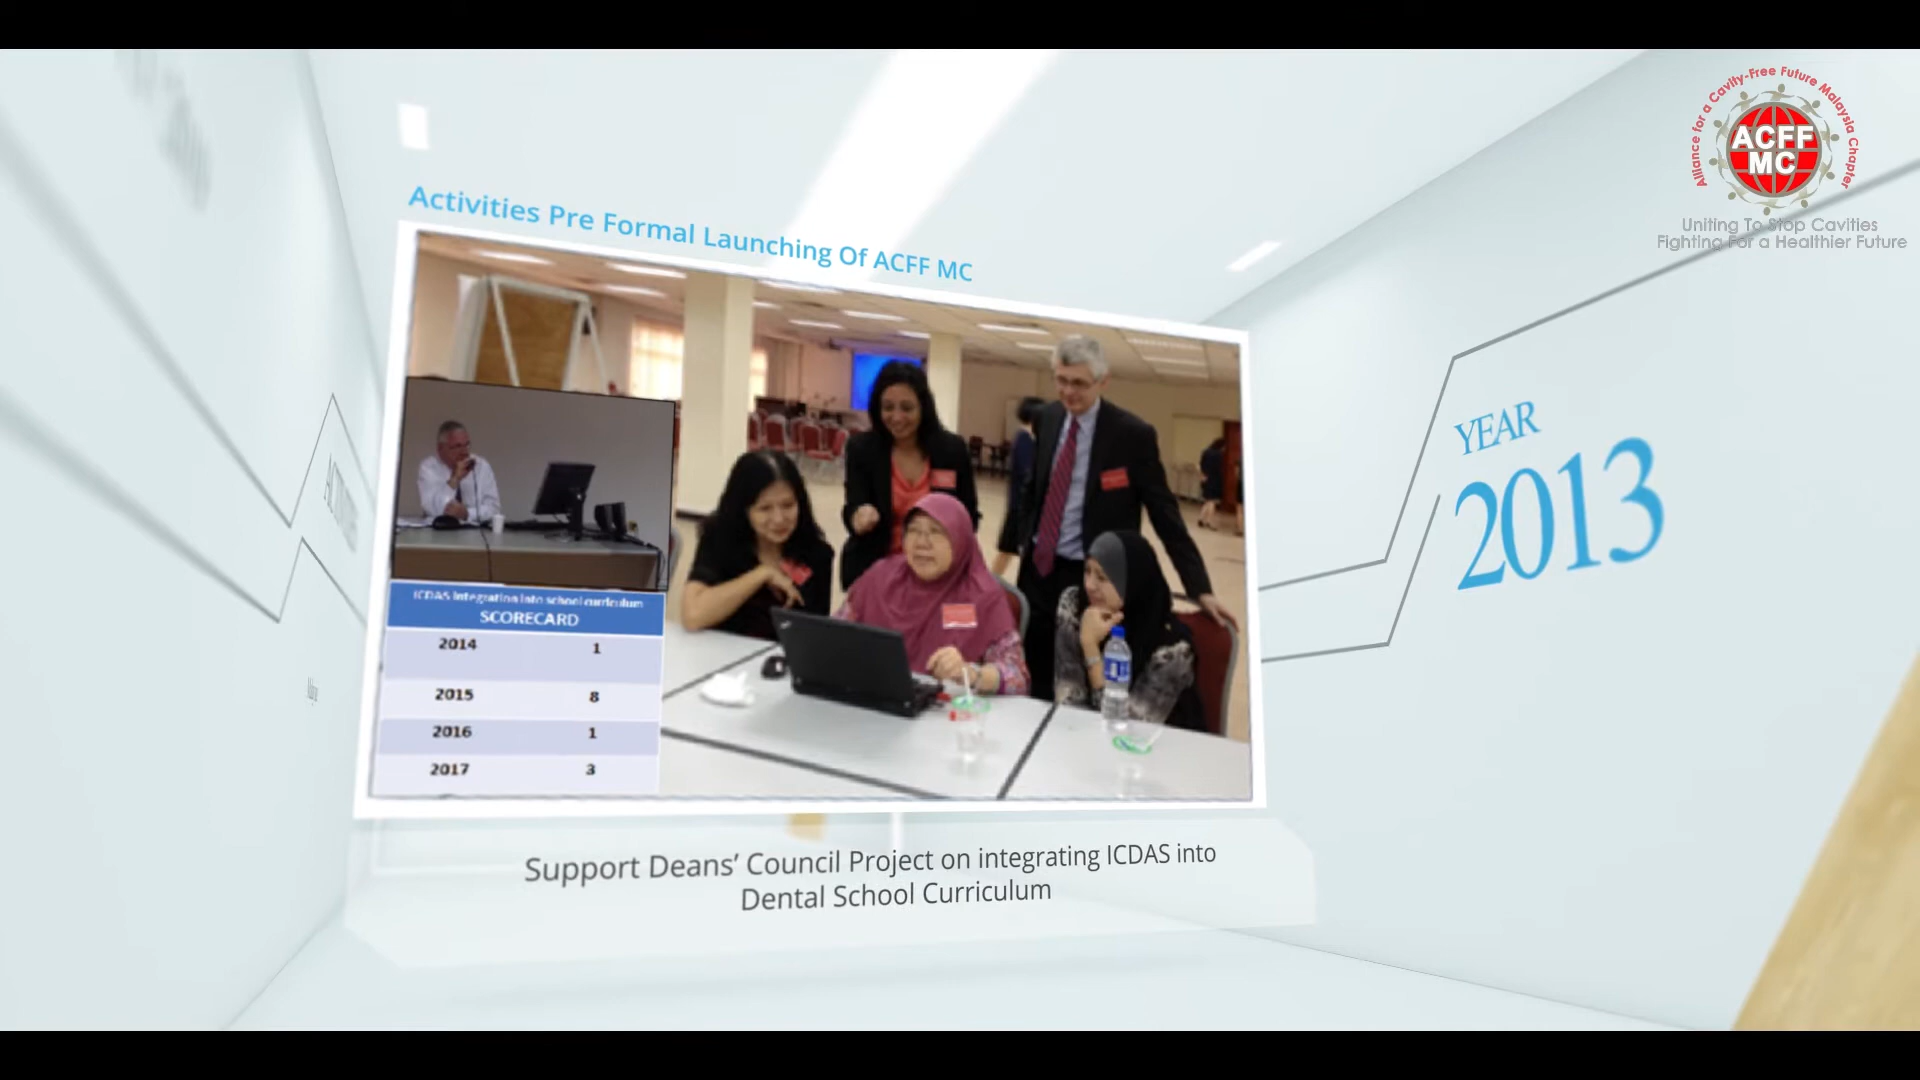 Alliance for a Cavity-Free Future Malaysia Chapter
ACFF
MC
Uniting To Stop Cavities
Fighting For a Healthier Future
Activities Pre Formal Launching Of ACFF MC
ICDAS integration into school curriculum
SCORECARD
2014 1
2015 8
2016 1
2017 3
YEAR
2013
Support Deans’ Council Project on integrating ICDAS into
Dental School Curriculum